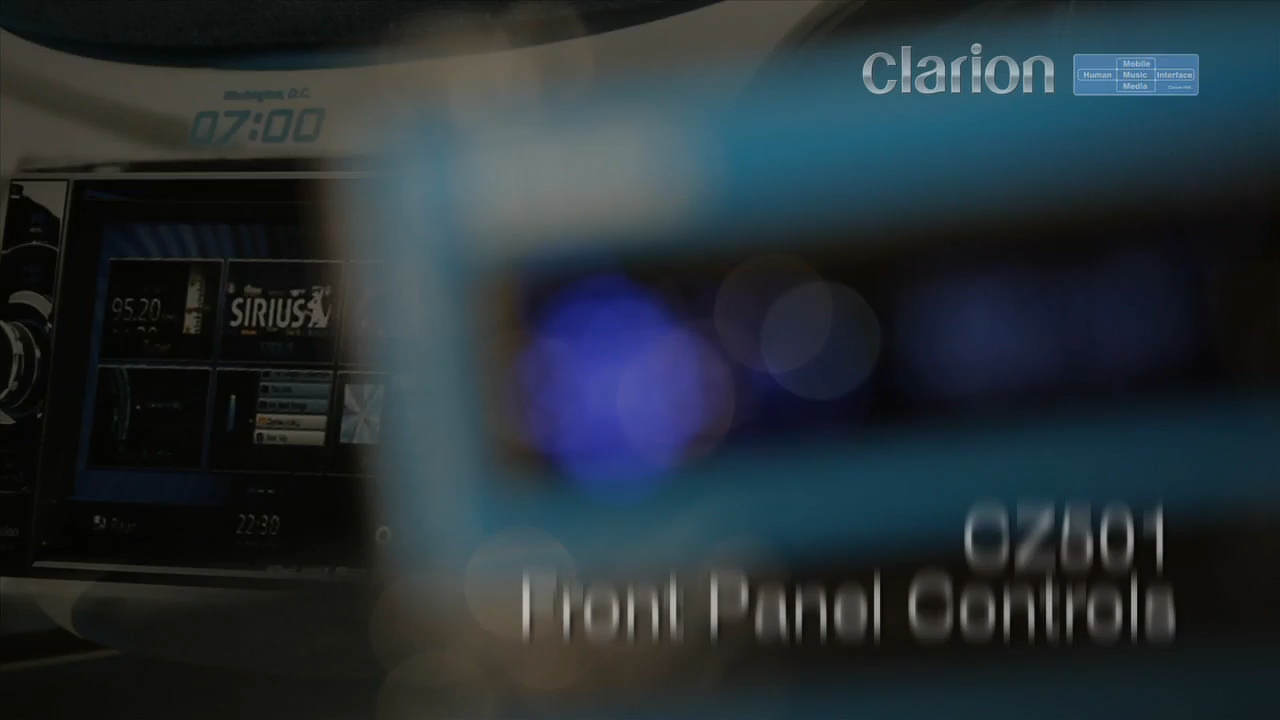 clarion
Mobile
Human Music Interface
Media
Washington, D.C.
07:00
95.20
SIRIUS
22:30
CZ501
Front Panel Controls